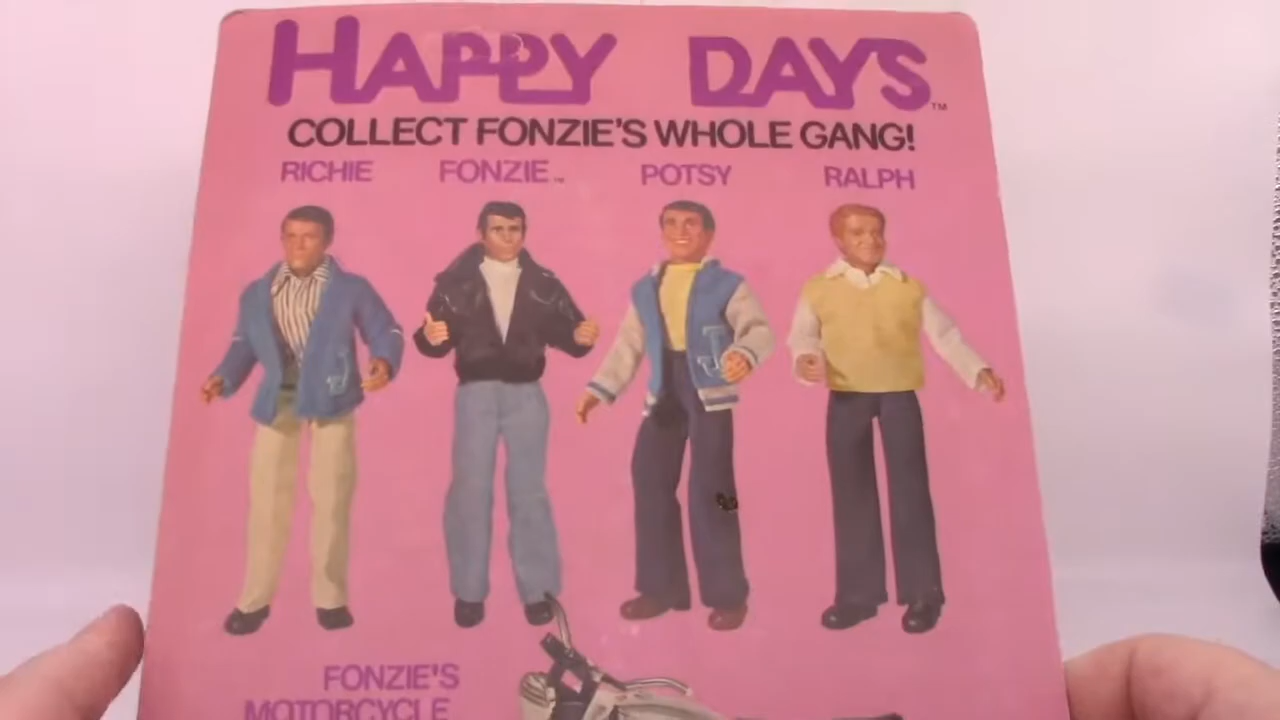 HAPPY DAYS™
COLLECT FONZIE'S WHOLE GANG!
RICHIE FONZIE™ POTSY RALPH
J
J
FONZIE'S
MOTORCYCLE